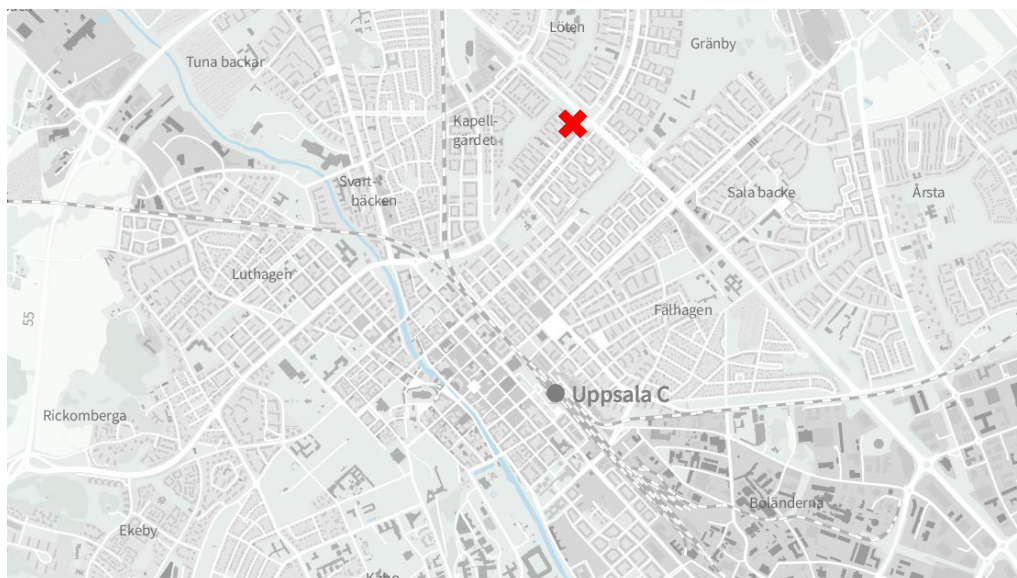 Löten
Gränby
Tuna backar
Kapell-
gärdet
Svart-
bäcken
Sala backe
Årsta
Luthagen
Fålhagen
55
Uppsala C
Rickomberga
Boländerna
Ekeby